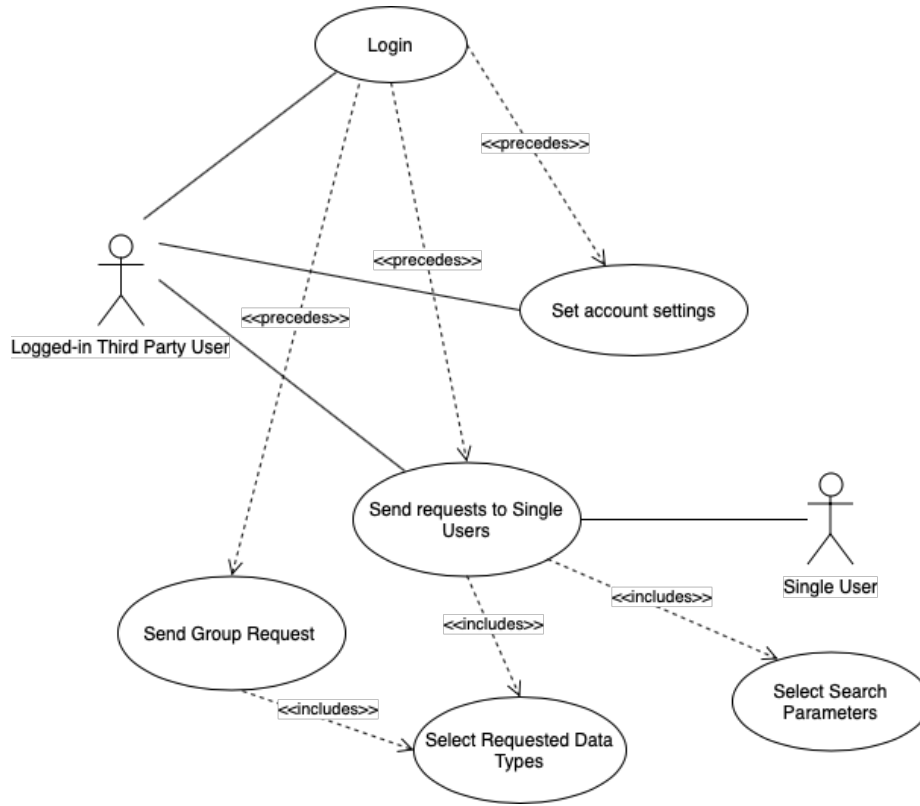 Login
<<precedes>>
<<precedes>>
Set account settings
<<precedes>>
Logged-in Third Party User
Send requests to Single
Users
Single User
<<includes>>
<<includes>>
Send Group Request
Select Search
Parameters
<<includes>>
Select Requested Data
Types